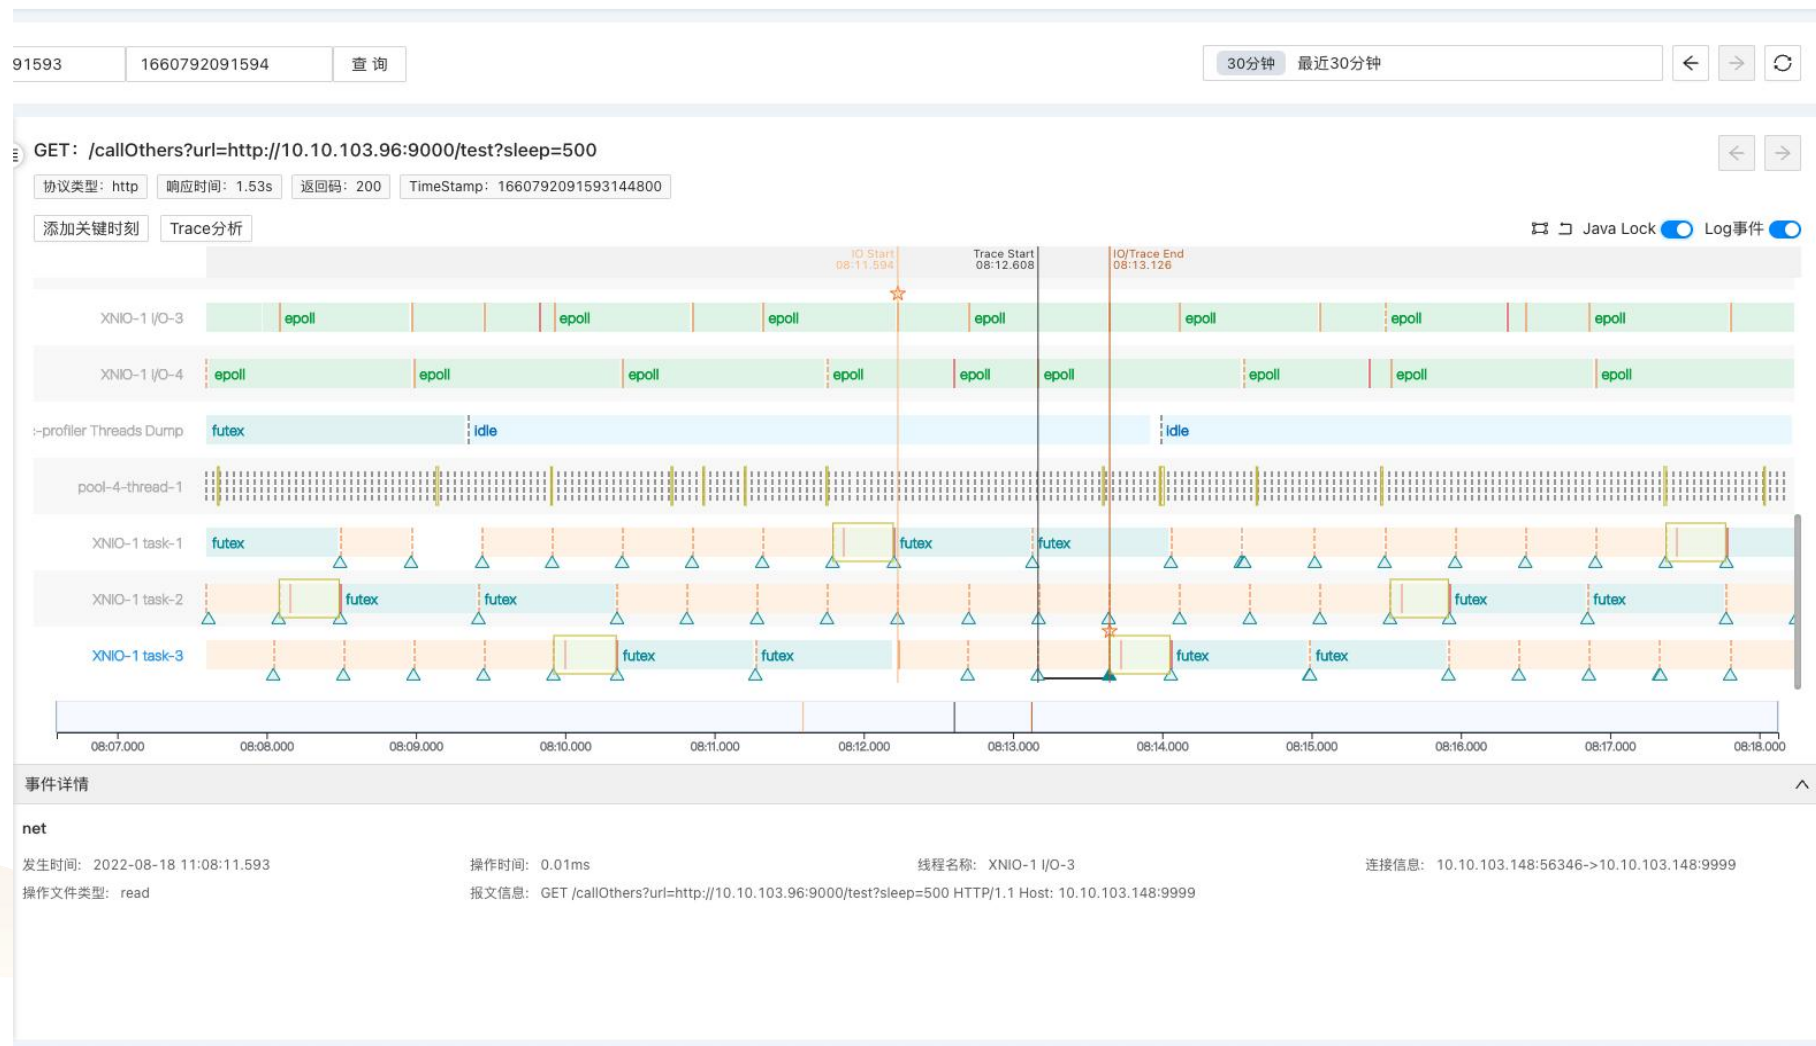 91593 1660792091594 查 询 30分钟 最近30分钟
GET：/callOthers?url=http://10.10.103.96:9000/test?sleep=500
协议类型：http 响应时间：1.53s 返回码：200 TimeStamp：1660792091593144800
添加关键时刻 Trace分析 Java Lock Log事件
IO Start Trace Start IO/Trace End
08:11.594 08:12.608 08:13.126
XNIO-1 I/O-3 epoll epoll epoll epoll epoll epoll epoll
XNIO-1 I/O-4 epoll epoll epoll epoll epoll epoll epoll epoll epoll
:-profiler Threads Dump futex idle idle
pool-4-thread-1
XNIO-1 task-1 futex futex futex
XNIO-1 task-2 futex futex futex futex
XNIO-1 task-3 futex futex futex futex
08:07.000 08:08.000 08:09.000 08:10.000 08:11.000 08:12.000 08:13.000 08:14.000 08:15.000 08:16.000 08:17.000 08:18.000
事件详情
net
发生时间: 2022-08-18 11:08:11.593 操作时间: 0.01ms 线程名称: XNIO-1 I/O-3 连接信息: 10.10.103.148:56346->10.10.103.148:9999
操作文件类型: read 报文信息: GET /callOthers?url=http://10.10.103.96:9000/test?sleep=500 HTTP/1.1 Host: 10.10.103.148:9999